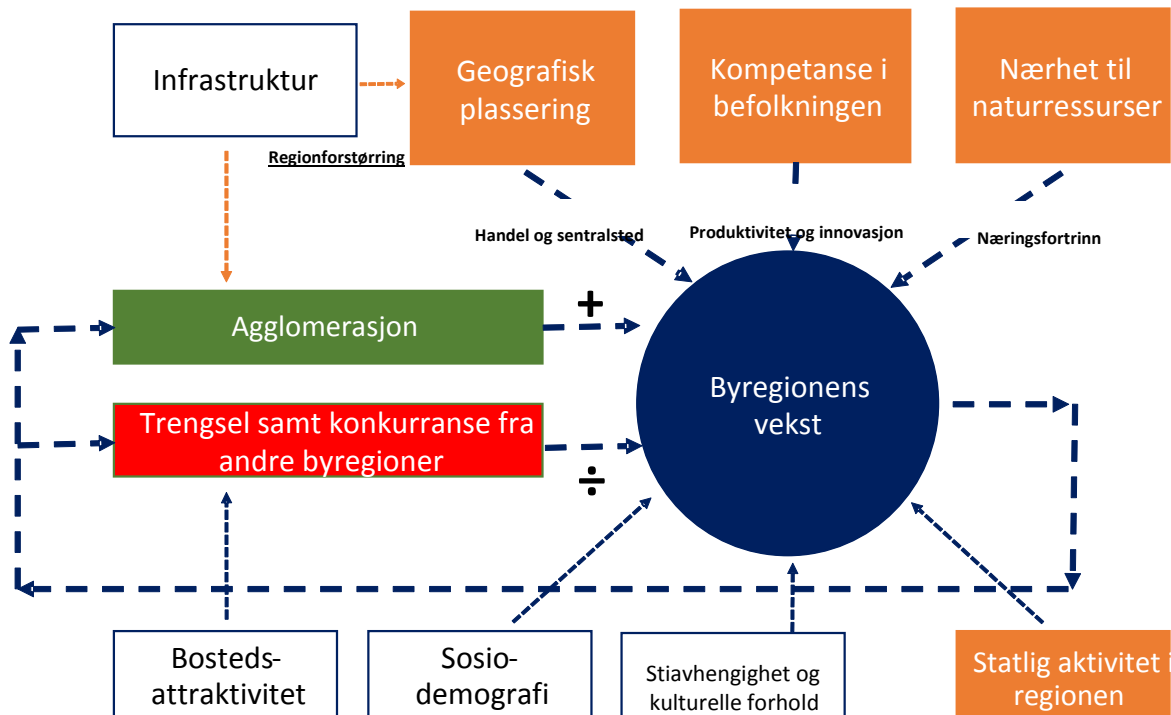 Infrastruktur
Geografisk
plassering
Kompetanse i
befolkningen
Nærhet til
naturressurser
Regionforstørring
Handel og sentralsted
Produktivitet og innovasjon
Næringsfortrinn
Agglomerasjon
+
Trengsel samt konkurranse fra
andre byregioner
÷
Byregionens
vekst
Bosteds-
attraktivitet
Sosio-
demografi
Stiavhengighet og
kulturelle forhold
Statlig aktivitet i
regionen